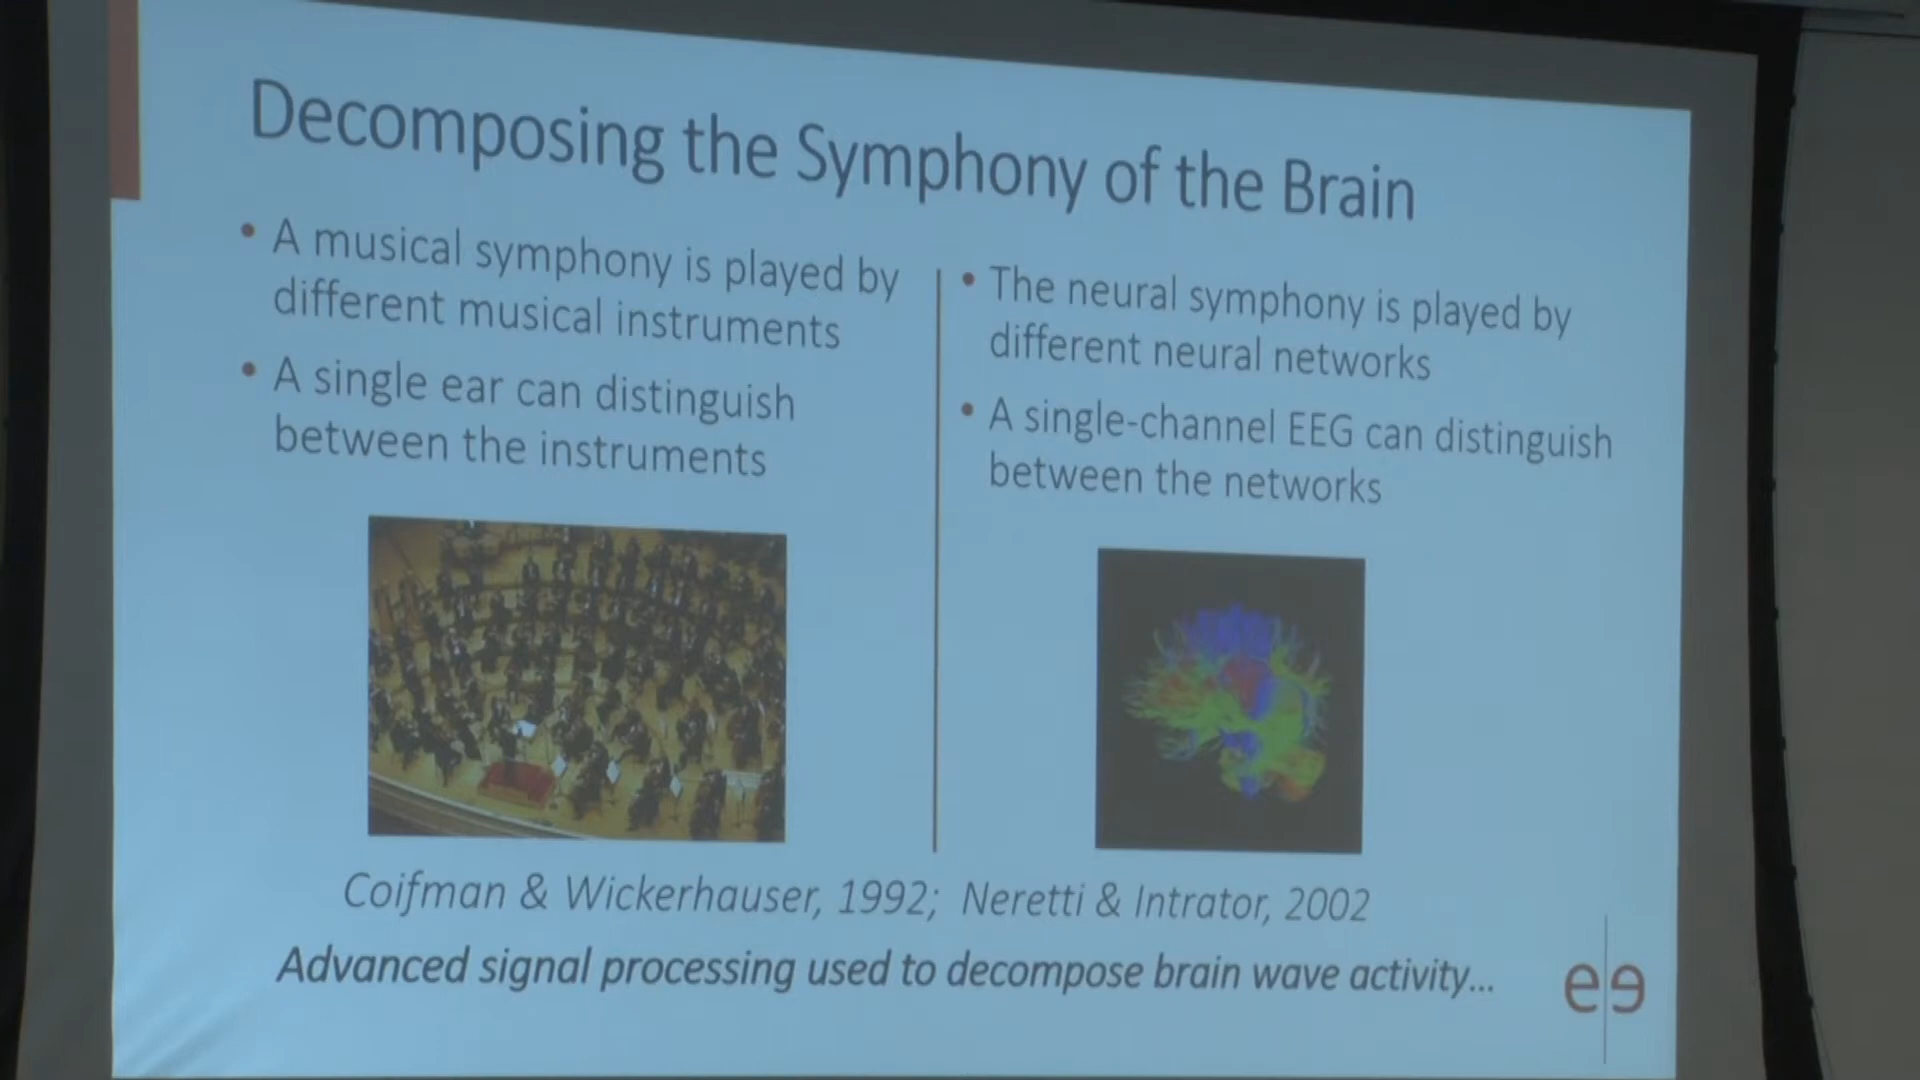 Decomposing the Symphony of the Brain
• A musical symphony is played by
different musical instruments
• A single ear can distinguish
between the instruments
• The neural symphony is played by
different neural networks
• A single-channel EEG can distinguish
between the networks
Coifman & Wickerhauser, 1992; Neretti & Intrator, 2002
Advanced signal processing used to decompose brain wave activity...
e|ɘ